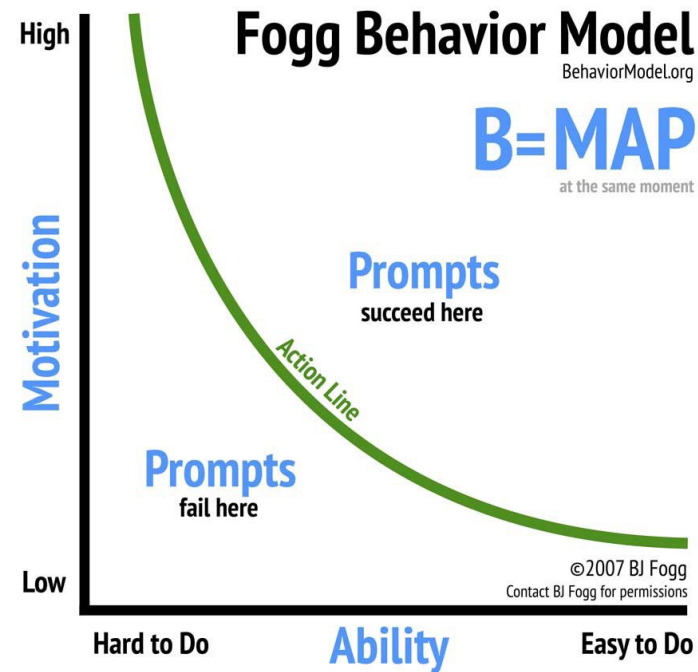 High
Fogg Behavior Model
BehaviorModel.org
B=MAP
at the same moment
Motivation
Prompts
succeed here
Action Line
Prompts
fail here
Low
©2007 BJ Fogg
Contact BJ Fogg for permissions
Hard to Do
Ability
Easy to Do